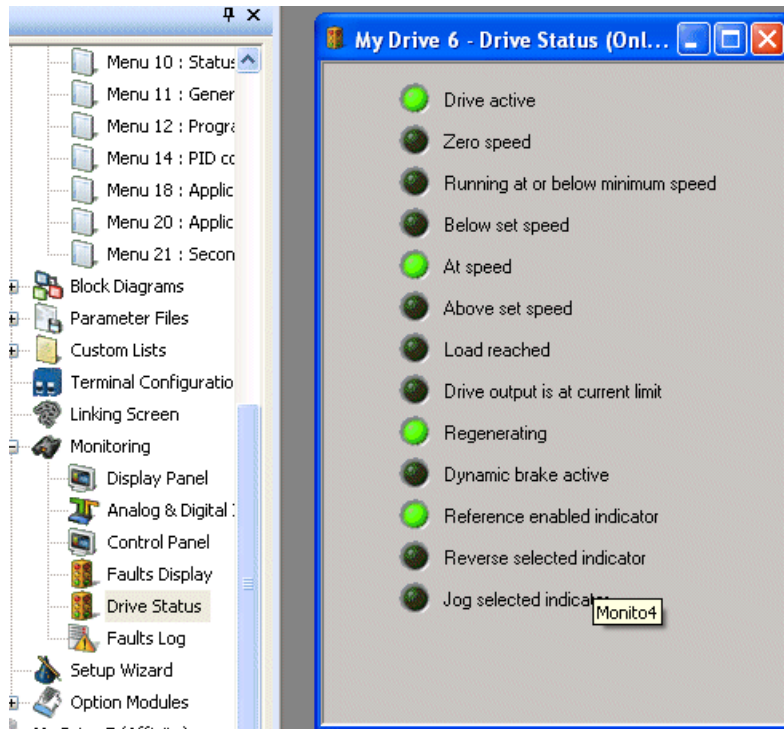 Menu 10 : Status
Menu 11 : Gener
Menu 12 : Progra
Menu 14 : PID co
Menu 18 : Applic
Menu 20 : Applic
Menu 21 : Secon
Block Diagrams
Parameter Files
Custom Lists
Terminal Configuratio
Linking Screen
Monitoring
Display Panel
Analog & Digital
Control Panel
Faults Display
Drive Status
Faults Log
Setup Wizard
Option Modules
My Drive 6 - Drive Status (Onl...
Drive active
Zero speed
Running at or below minimum speed
Below set speed
At speed
Above set speed
Load reached
Drive output is at current limit
Regenerating
Dynamic brake active
Reference enabled indicator
Reverse selected indicator
Jog selected indicator
Monito4